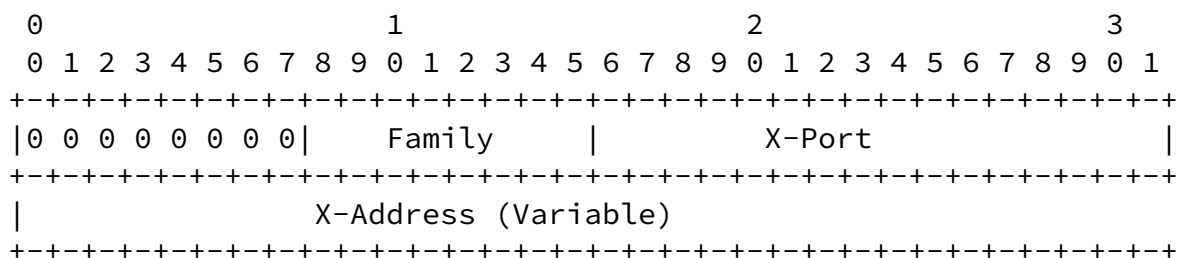 0                   1                   2                   3
 0 1 2 3 4 5 6 7 8 9 0 1 2 3 4 5 6 7 8 9 0 1 2 3 4 5 6 7 8 9 0 1
+-+-+-+-+-+-+-+-+-+-+-+-+-+-+-+-+-+-+-+-+-+-+-+-+-+-+-+-+-+-+-+-+
|0 0 0 0 0 0 0 0|    Family     |         X-Port                |
+-+-+-+-+-+-+-+-+-+-+-+-+-+-+-+-+-+-+-+-+-+-+-+-+-+-+-+-+-+-+-+-+
|                X-Address (Variable)
+-+-+-+-+-+-+-+-+-+-+-+-+-+-+-+-+-+-+-+-+-+-+-+-+-+-+-+-+-+-+-+-+